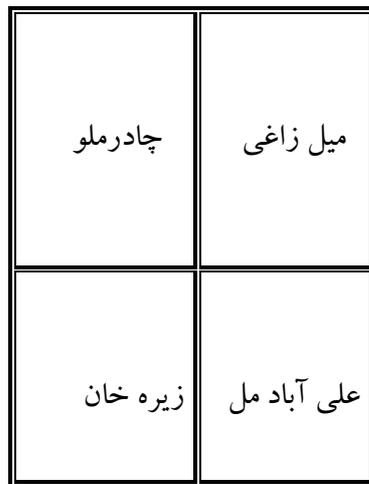 میل زاغی
چادرملو
علی آباد مل
زیره خان